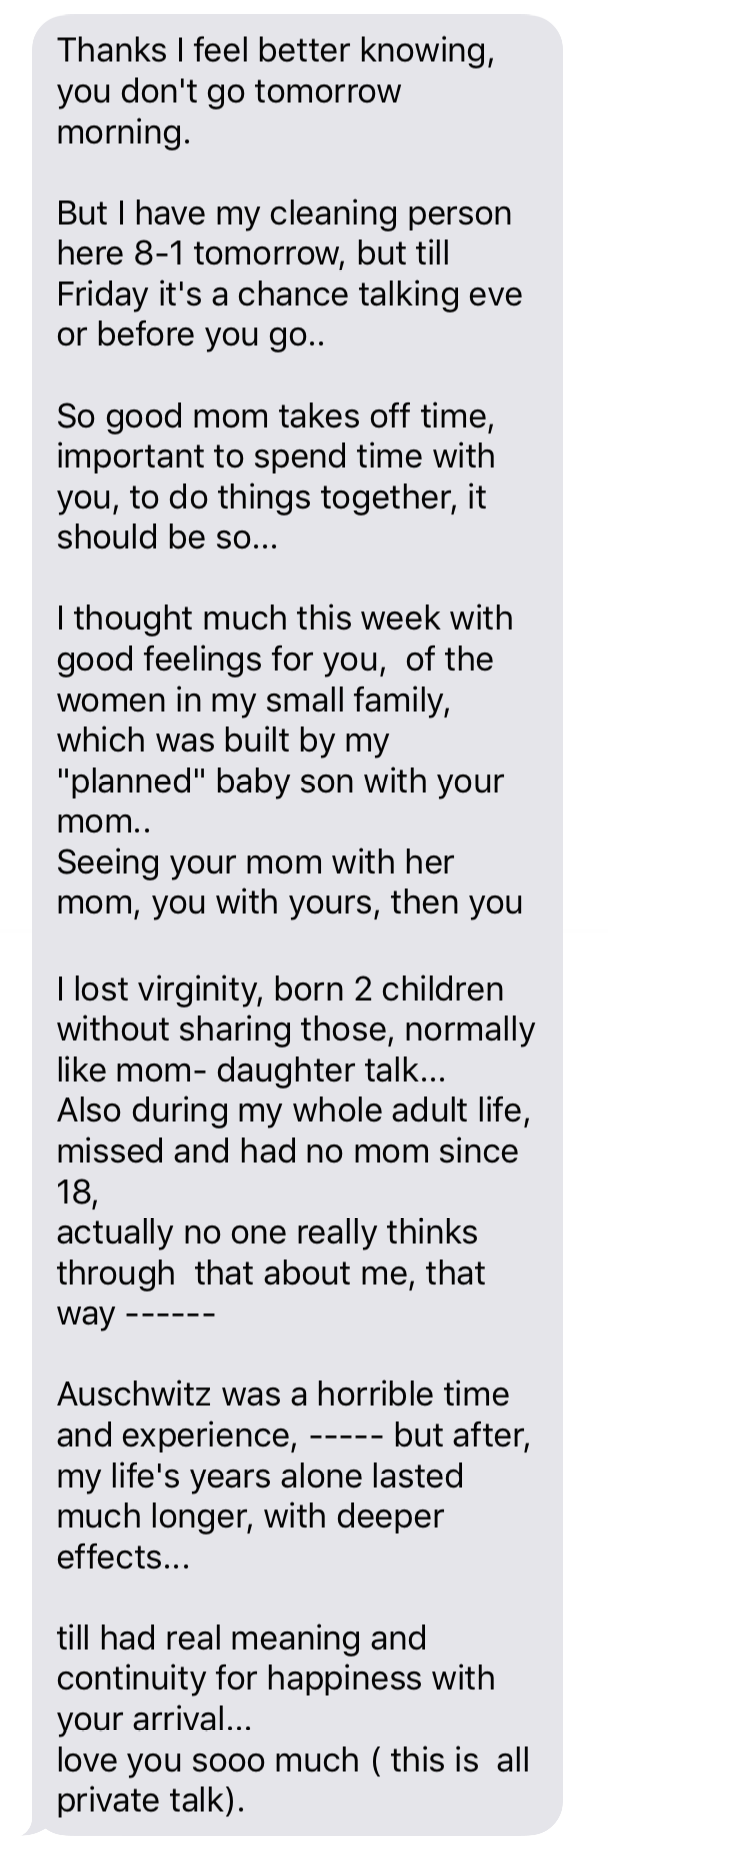 Thanks I feel better knowing,
you don't go tomorrow
morning.
But I have my cleaning person
here 8-1 tomorrow, but till
Friday it's a chance talking eve
or before you go..
So good mom takes off time,
important to spend time with
you, to do things together, it
should be so...
I thought much this week with
good feelings for you,  of the
women in my small family,
which was built by my
"planned" baby son with your
mom..
Seeing your mom with her
mom, you with yours, then you
I lost virginity, born 2 children
without sharing those, normally
like mom- daughter talk...
Also during my whole adult life,
missed and had no mom since
18,
actually no one really thinks
through  that about me, that
way ------
Auschwitz was a horrible time
and experience, ----- but after,
my life's years alone lasted
much longer, with deeper
effects...
till had real meaning and
continuity for happiness with
your arrival...
love you sooo much ( this is  all
private talk).